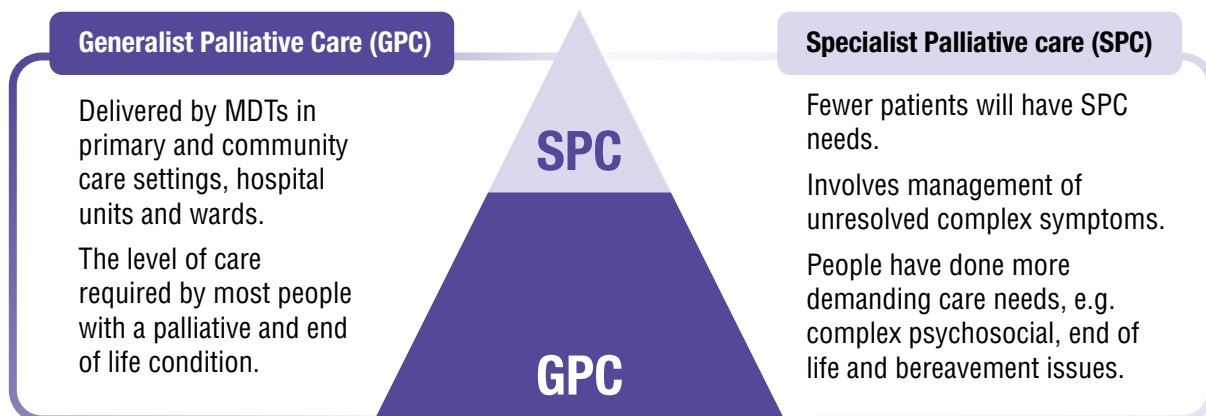 Generalist Palliative Care (GPC)
Delivered by MDTs in
primary and community
care settings, hospital
units and wards.
The level of care
required by most people
with a palliative and end
of life condition.
SPC
GPC
Specialist Palliative care (SPC)
Fewer patients will have SPC
needs.
Involves management of
unresolved complex symptoms.
People have done more
demanding care needs, e.g.
complex psychosocial, end of
life and bereavement issues.